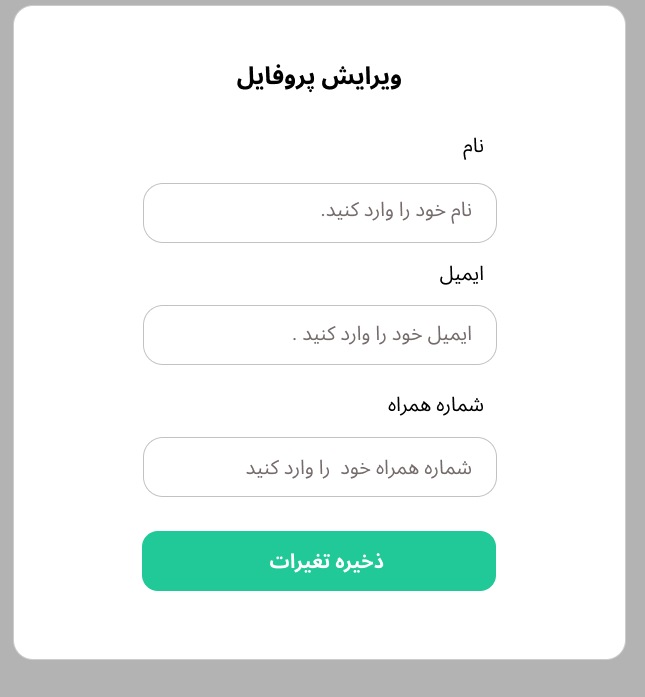 ویرایش پروفایل
نام
نام خود را وارد کنید.
ایمیل
ایمیل خود را وارد کنید .
شماره همراه
شماره همراه خود  را وارد کنید
ذخیره تغیرات